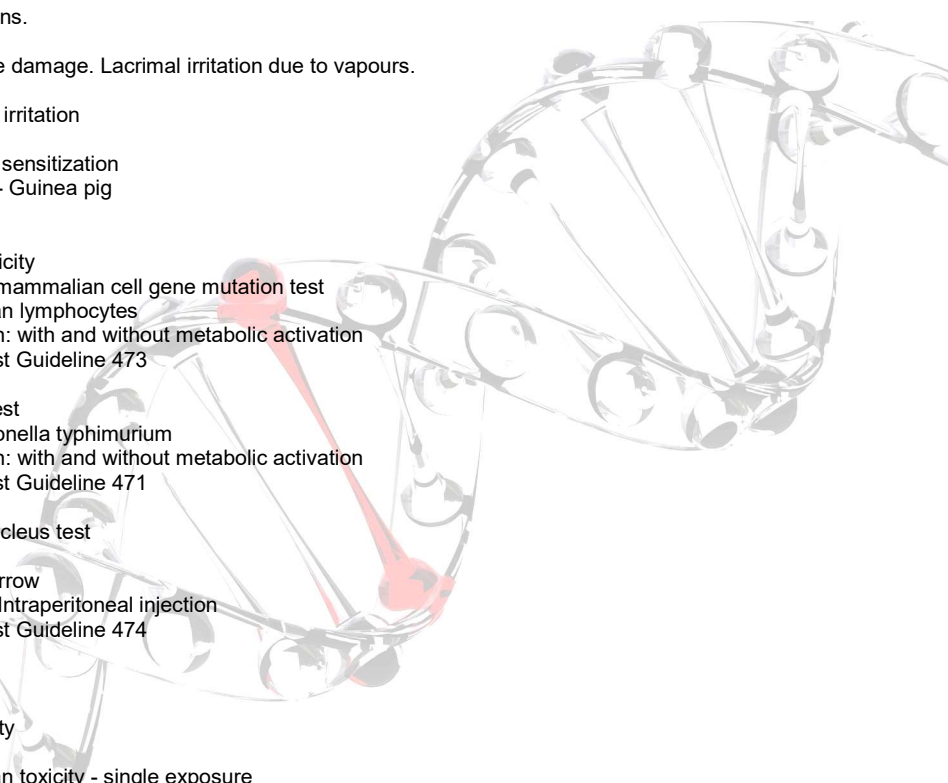 ns.
e damage. Lacrimal irritation due to vapours.
irritation
sensitization
- Guinea pig
icity
mammalian cell gene mutation test
an lymphocytes
n: with and without metabolic activation
st Guideline 473
est
onella typhimurium
n: with and without metabolic activation
st Guideline 471
cleus test
rrow
Intraperitoneal injection
st Guideline 474
ty
an toxicity - single exposure